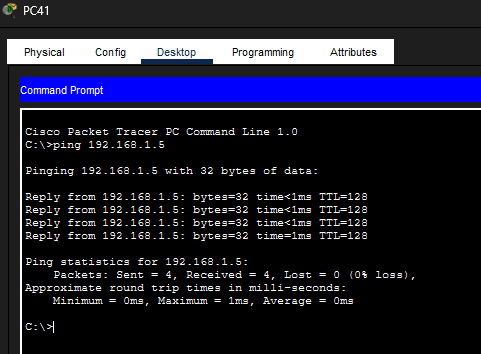 PC41
Physical Config Desktop Programming Attributes
Command Prompt
Cisco Packet Tracer PC Command Line 1.0
C:\>ping 192.168.1.5
Pinging 192.168.1.5 with 32 bytes of data:
Reply from 192.168.1.5: bytes=32 time<1ms TTL=128
Reply from 192.168.1.5: bytes=32 time<1ms TTL=128
Reply from 192.168.1.5: bytes=32 time<1ms TTL=128
Reply from 192.168.1.5: bytes=32 time<1ms TTL=128
Ping statistics for 192.168.1.5:
Packets: Sent = 4, Received = 4, Lost = 0 (0% loss),
Approximate round trip times in milli-seconds:
Minimum = 0ms, Maximum = 1ms, Average = 0ms
C:\>